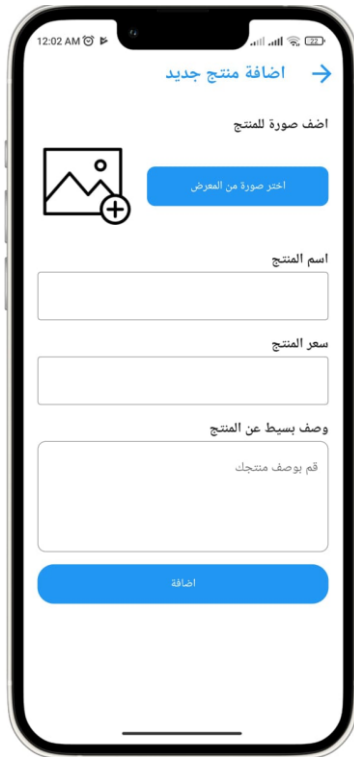 12:02 AM 22
اضافة منتج جديد
اضف صورة للمنتج
اختر صورة من المعرض
اسم المنتج
سعر المنتج
وصف بسيط عن المنتج
قم بوصف منتجك
اضافة